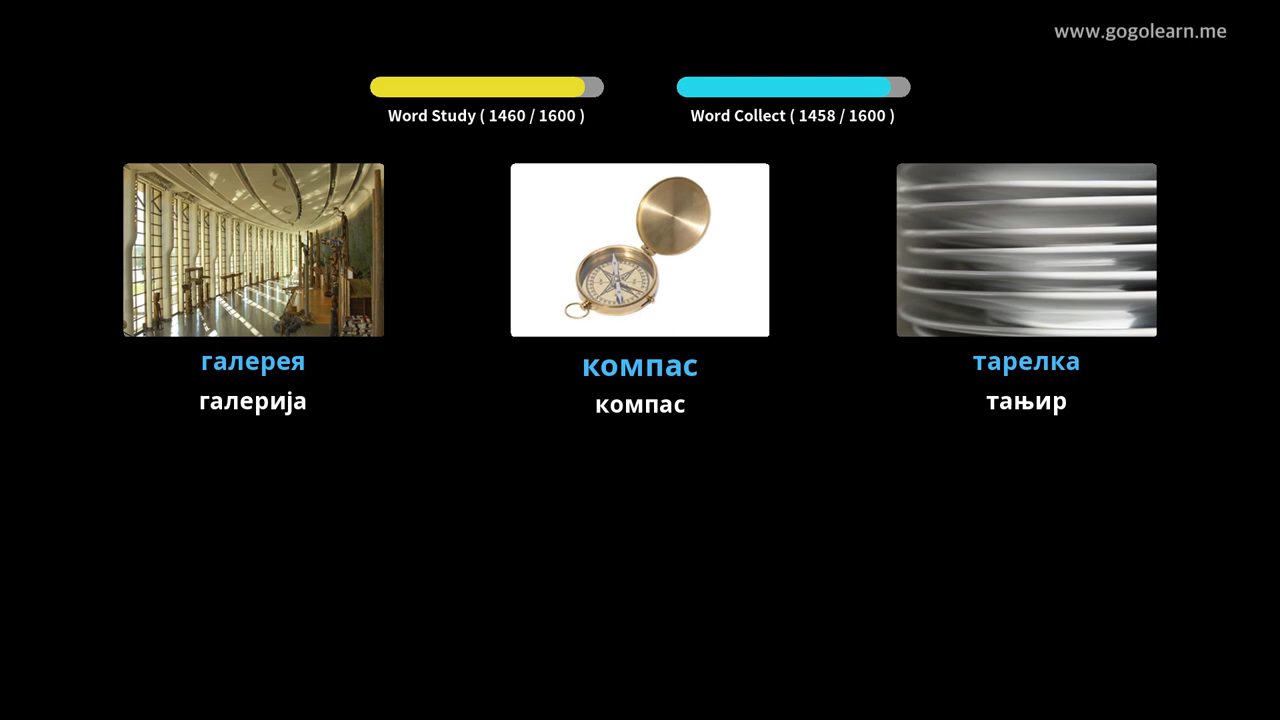 www.gogolearn.me
Word Study ( 1460 / 1600 )
Word Collect ( 1458 / 1600 )
галерея
галерија
компас
компас
тарелка
тањир